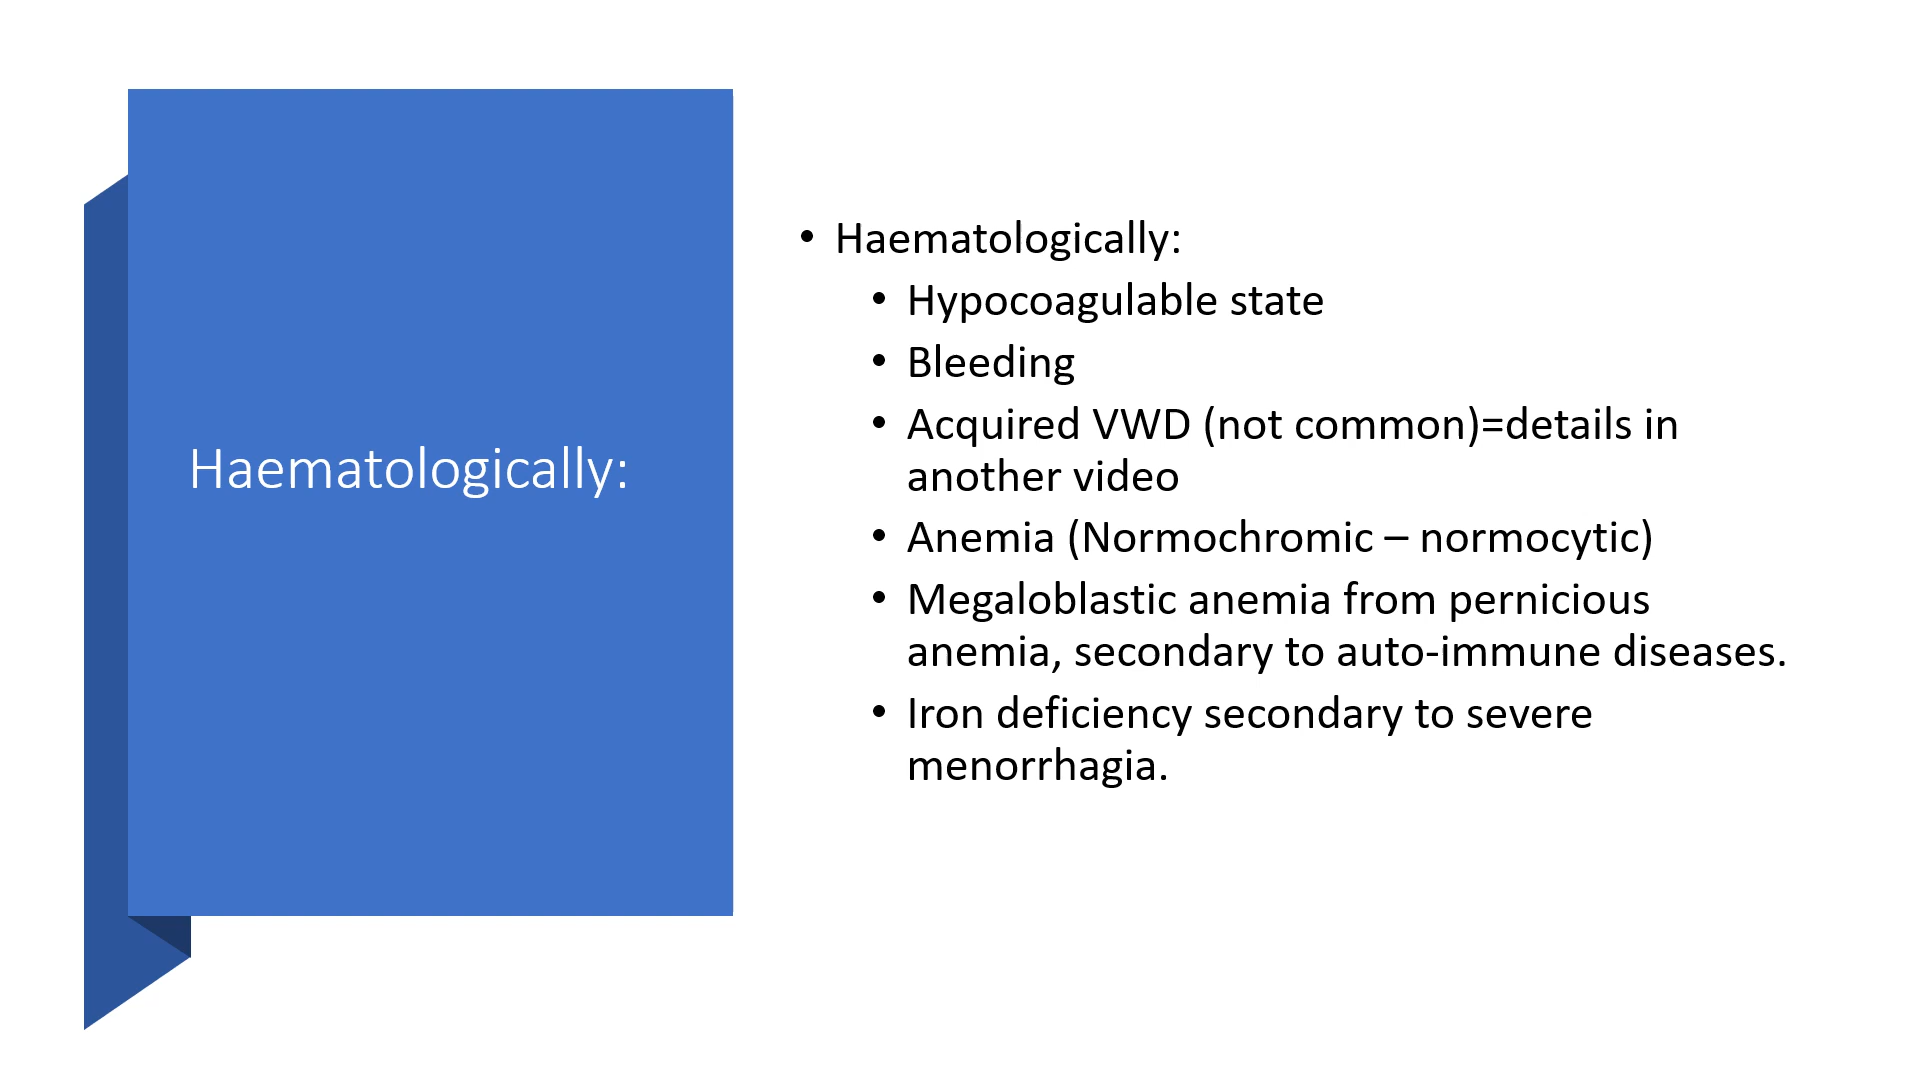 Haematologically:
• Haematologically:
• Hypocoagulable state
• Bleeding
• Acquired VWD (not common)=details in
another video
• Anemia (Normochromic – normocytic)
• Megaloblastic anemia from pernicious
anemia, secondary to auto-immune diseases.
• Iron deficiency secondary to severe
menorrhagia.